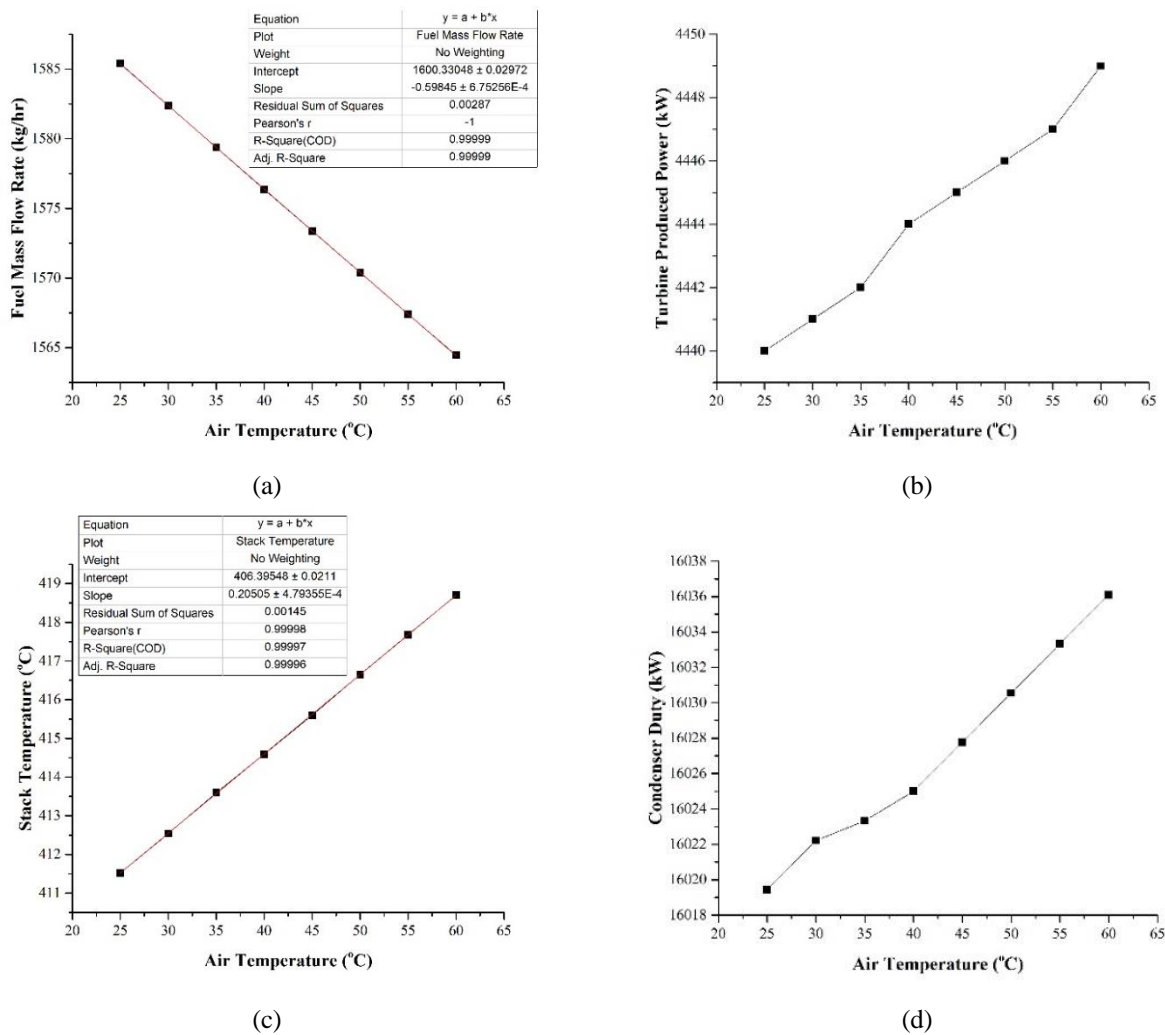 Equation y = a + b*x
Plot Fuel Mass Flow Rate
Weight No Weighting
Intercept 1600.33048 ± 0.02972
Slope -0.59845 ± 6.75256E-4
Residual Sum of Squares 0.00287
Pearson's r -1
R-Square(COD) 0.99999
Adj. R-Square 0.99999
Fuel Mass Flow Rate (kg/hr)
1585
1580
1575
1570
1565
20 25 30 35 40 45 50 55 60 65
Air Temperature (°C)
(a)
Turbine Produced Power (kW)
4450
4448
4446
4444
4442
4440
20 25 30 35 40 45 50 55 60 65
Air Temperature (°C)
(b)
Equation y = a + b*x
Plot Stack Temperature
Weight No Weighting
Intercept 406.39548 ± 0.0211
Slope 0.20505 ± 4.79355E-4
Residual Sum of Squares 0.00145
Pearson's r 0.99998
R-Square(COD) 0.99997
Adj. R-Square 0.99996
Stack Temperature (°C)
419
418
417
416
415
414
413
412
411
20 25 30 35 40 45 50 55 60 65
Air Temperature (°C)
(c)
Condenser Duty (kW)
16038
16036
16034
16032
16030
16028
16026
16024
16022
16020
16018
20 25 30 35 40 45 50 55 60 65
Air Temperature (°C)
(d)